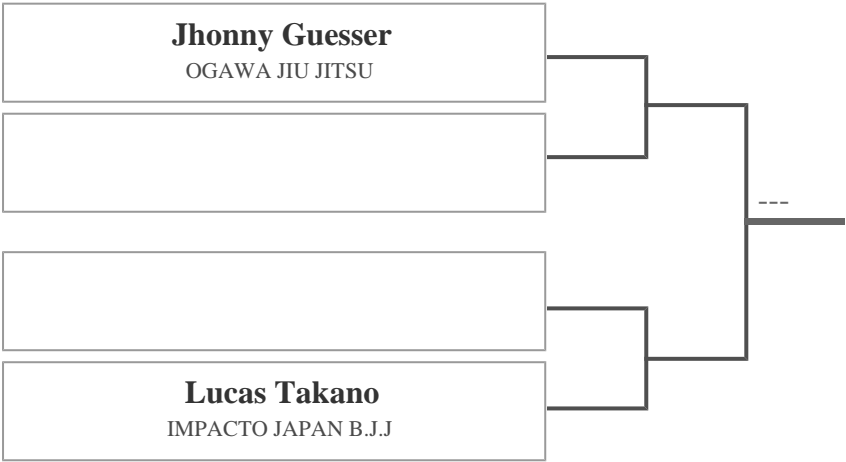 Jhonny Guesser
OGAWA JIU JITSU
---
Lucas Takano
IMPACTO JAPAN B.J.J